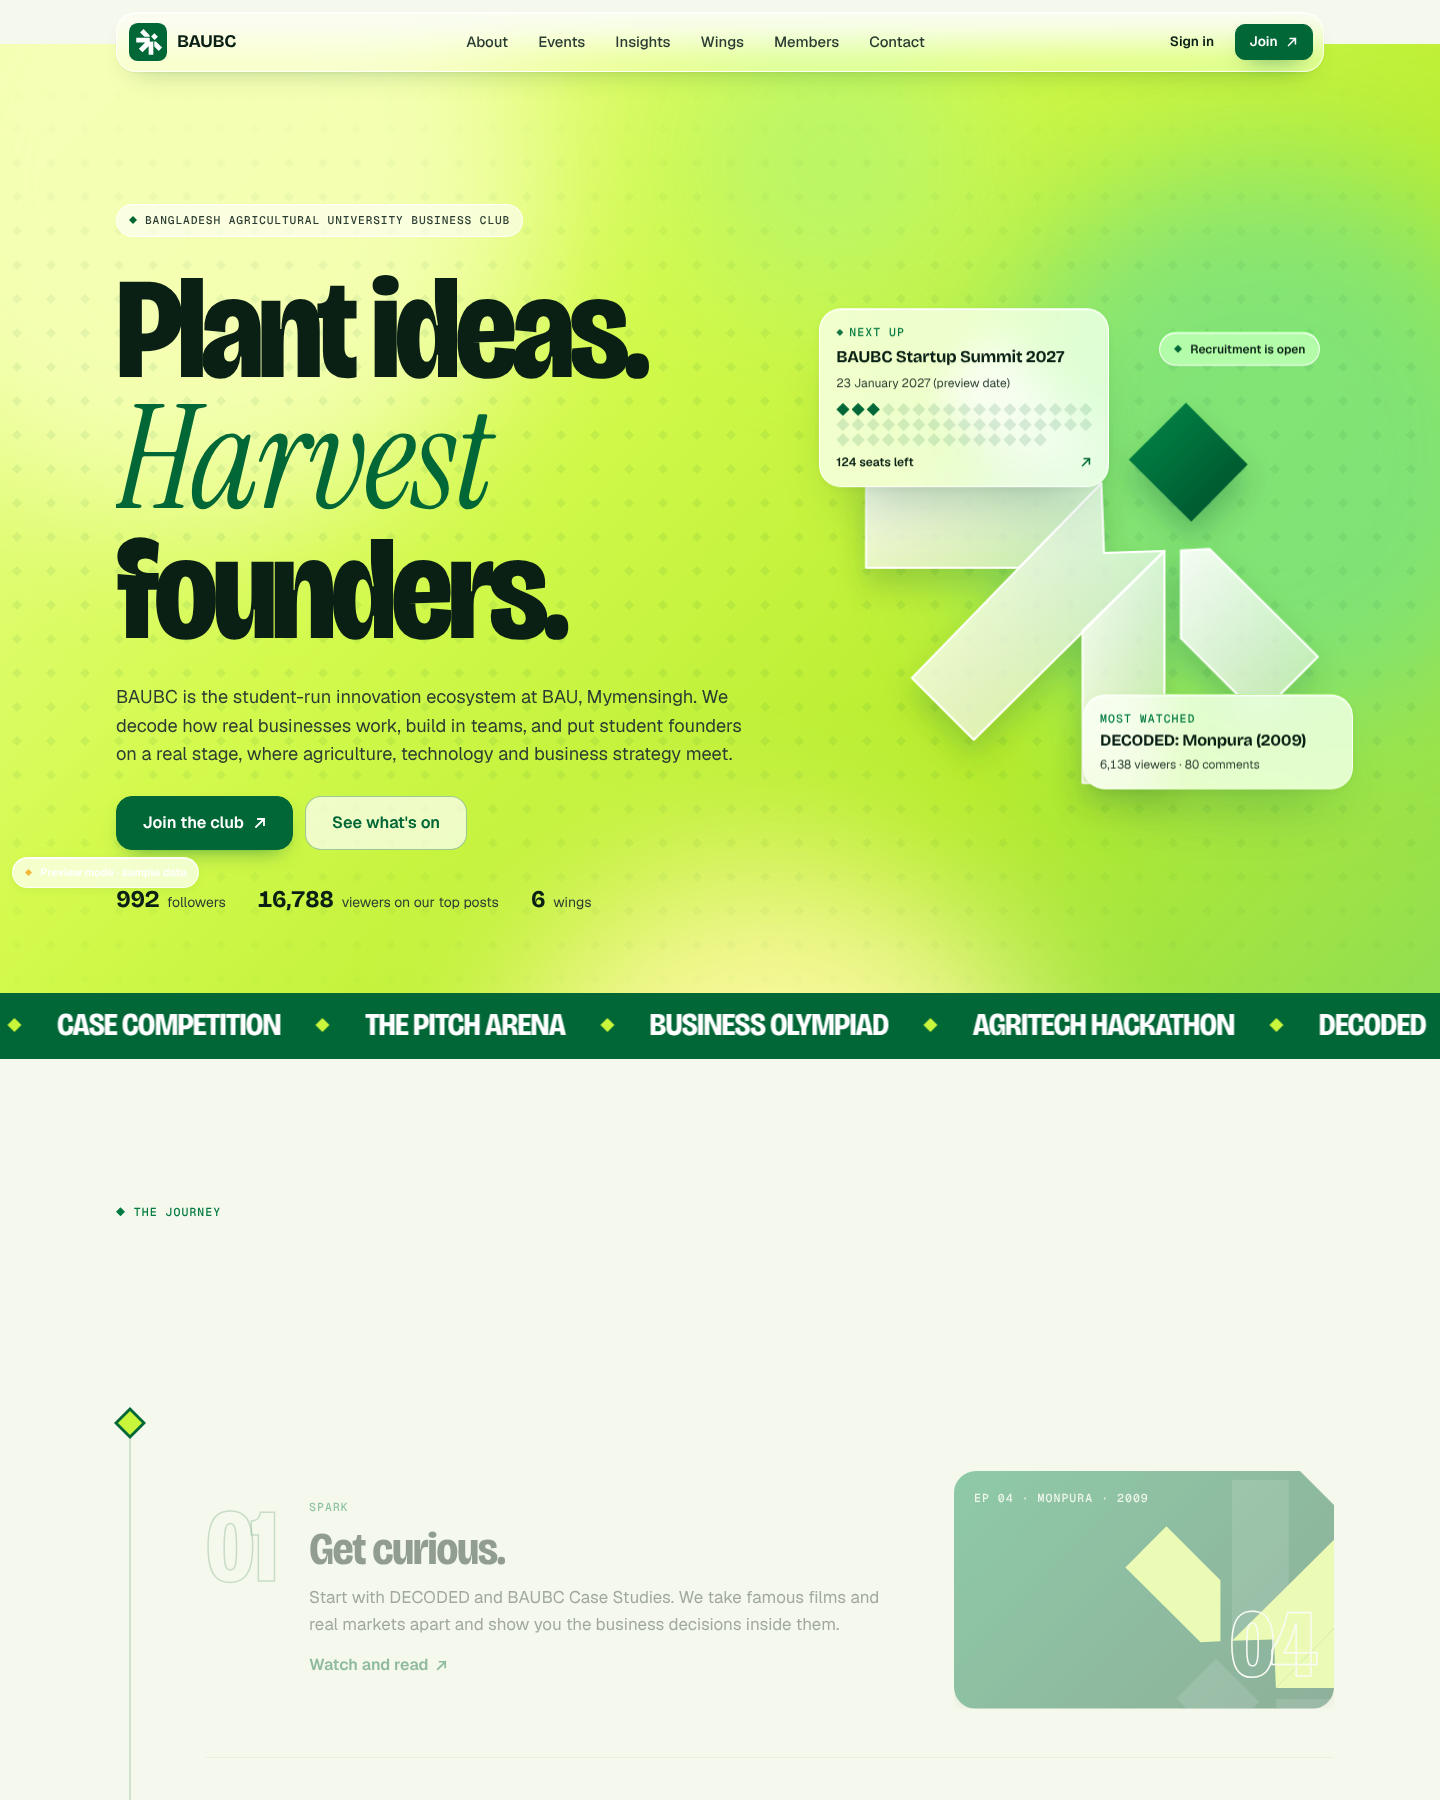 BAUBC
About
Events
Insights
Wings
Members
Contact
Sign in
Join
BANGLADESH AGRICULTURAL UNIVERSITY BUSINESS CLUB
Plant ideas.
Harvest
founders.
BAUBC is the student-run innovation ecosystem at BAU, Mymensingh. We
decode how real businesses work, build in teams, and put student founders
on a real stage, where agriculture, technology and business strategy meet.
Join the club
See what's on
Preview mode · sample data
992 followers
16,788 viewers on our top posts
6 wings
NEXT UP
BAUBC Startup Summit 2027
23 January 2027 (preview date)
124 seats left
Recruitment is open
MOST WATCHED
DECODED: Monpura (2009)
6,138 viewers · 80 comments
CASE COMPETITION
THE PITCH ARENA
BUSINESS OLYMPIAD
AGRITECH HACKATHON
DECODED
THE JOURNEY
01
SPARK
Get curious.
Start with DECODED and BAUBC Case Studies. We take famous films and
real markets apart and show you the business decisions inside them.
Watch and read
EP 04 · MONPURA · 2009
04